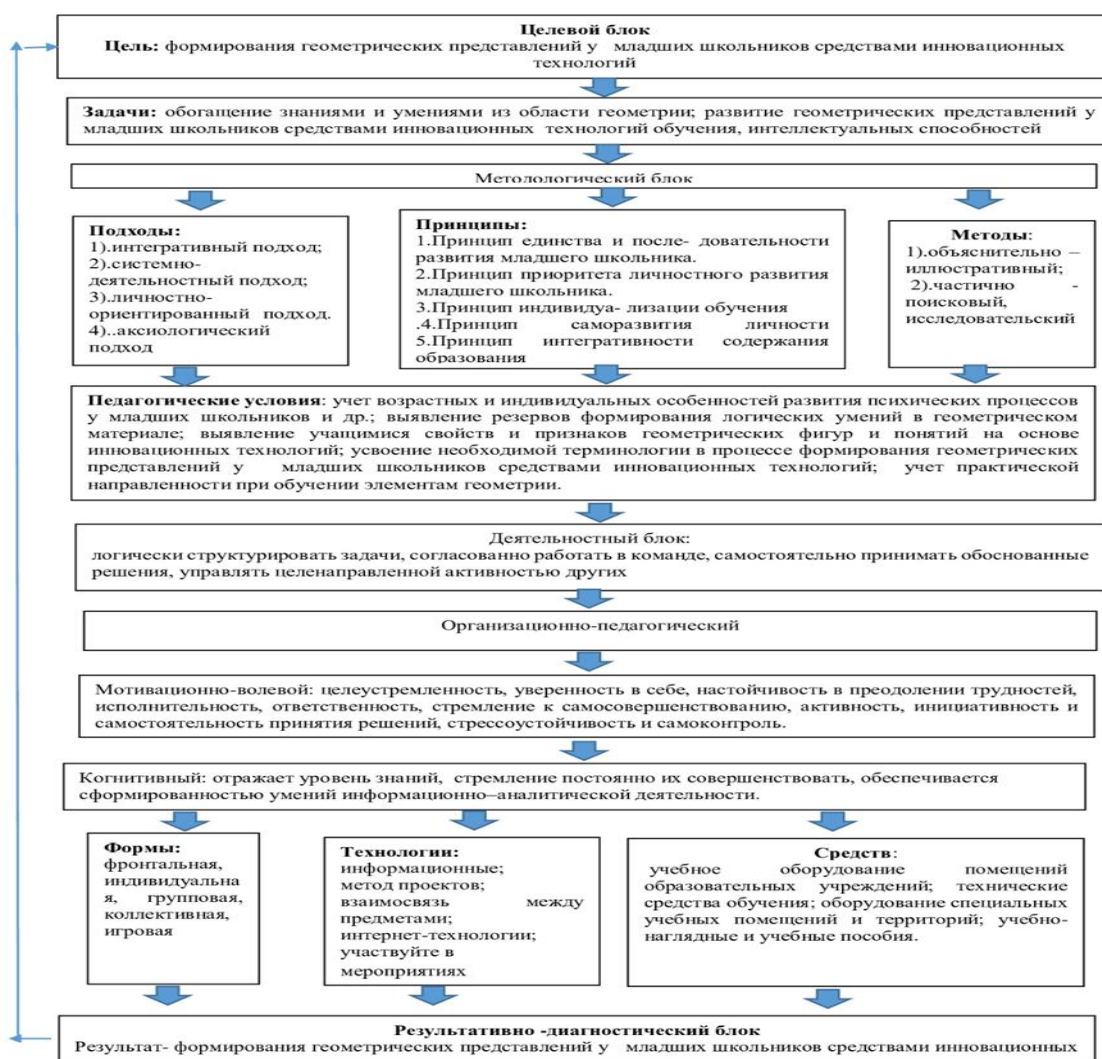 Целевой блок
Цель: формирования геометрических представлений у младших школьников средствами инновационных
технологий
Задачи: обогащение знаниями и умениями из области геометрии; развитие геометрических представлений у
младших школьников средствами инновационных технологий обучения, интеллектуальных способностей
Метолологический блок
Подходы:
1).интегративный подход;
2).системно-
деятельностный подход;
3).личностно-
ориентированный подход.
4)..аксиологический
подход
Принципы:
1.Принцип единства и после- довательности
развития младшего школьника.
2.Принцип приоритета личностного развития
младшего школьника.
3.Принцип индивидуа- лизации обучения
.4.Принцип саморазвития личности
5.Принцип интегративности содержания
образования
Методы:
1).объяснительно –
иллюстративный;
2).частично -
поисковый,
исследовательский
Педагогические условия: учет возрастных и индивидуальных особенностей развития психических процессов
у младших школьников и др.; выявление резервов формирования логических умений в геометрическом
материале; выявление учащимися свойств и признаков геометрических фигур и понятий на основе
инновационных технологий; усвоение необходимой терминологии в процессе формирования геометрических
представлений у младших школьников средствами инновационных технологий; учет практической
направленности при обучении элементам геометрии.
Деятельностный блок:
логически структурировать задачи, согласованно работать в команде, самостоятельно принимать обоснованные
решения, управлять целенаправленной активностью других
Организационно-педагогический
Мотивационно-волевой: целеустремленность, уверенность в себе, настойчивость в преодолении трудностей,
исполнительность, ответственность, стремление к самосовершенствованию, активность, инициативность и
самостоятельность принятия решений, стрессоустойчивость и самоконтроль.
Когнитивный: отражает уровень знаний, стремление постоянно их совершенствовать, обеспечивается
сформированностью умений информационно–аналитической деятельности.
Формы:
фронтальная,
индивидуальна
я, групповая,
коллективная,
игровая
Технологии:
информационные;
метод проектов;
взаимосвязь между
предметами;
интернет-технологии;
участвуйте в
мероприятиях
Средств:
учебное оборудование помещений
образовательных учреждений; технические
средства обучения; оборудование специальных
учебных помещений и территорий; учебно-
наглядные и учебные пособия.
Результативно -диагностический блок
Результат- формирования геометрических представлений у младших школьников средствами инновационных